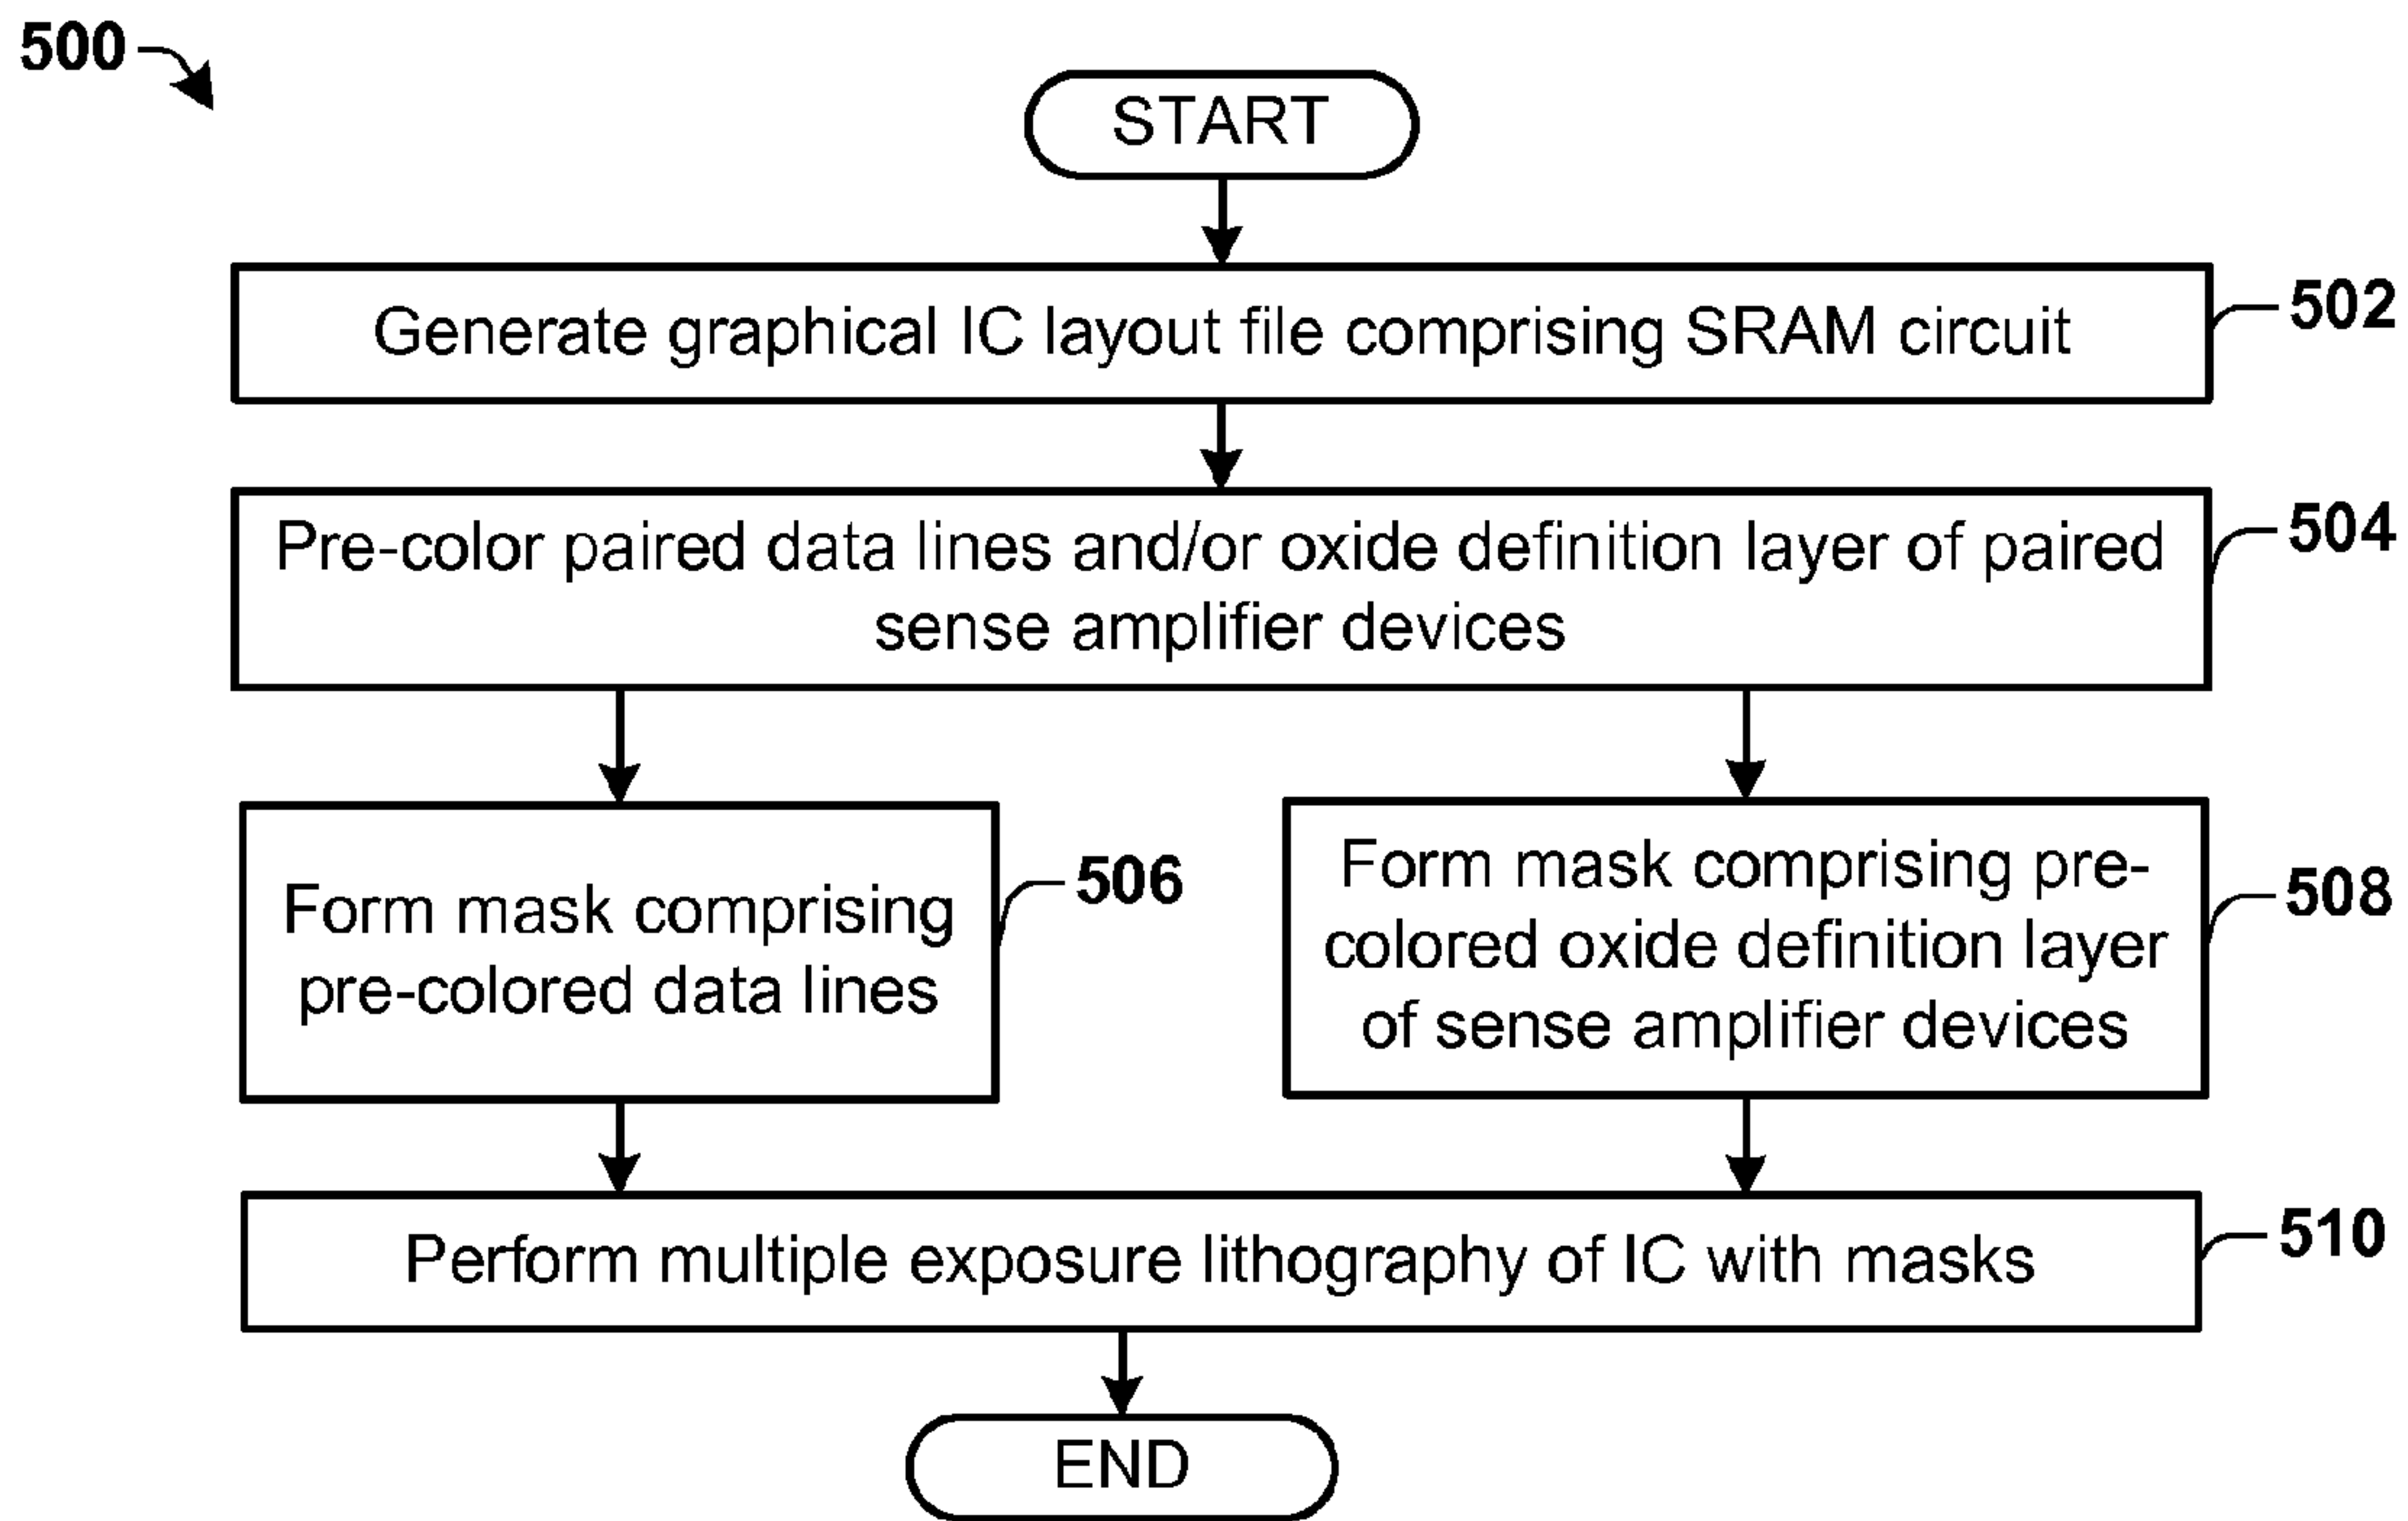 500
START
Generate graphical IC layout file comprising SRAM circuit
502
Pre-color paired data lines and/or oxide definition layer of paired
sense amplifier devices
504
Form mask comprising
pre-colored data lines
506
Form mask comprising pre-
colored oxide definition layer
of sense amplifier devices
508
Perform multiple exposure lithography of IC with masks
510
END